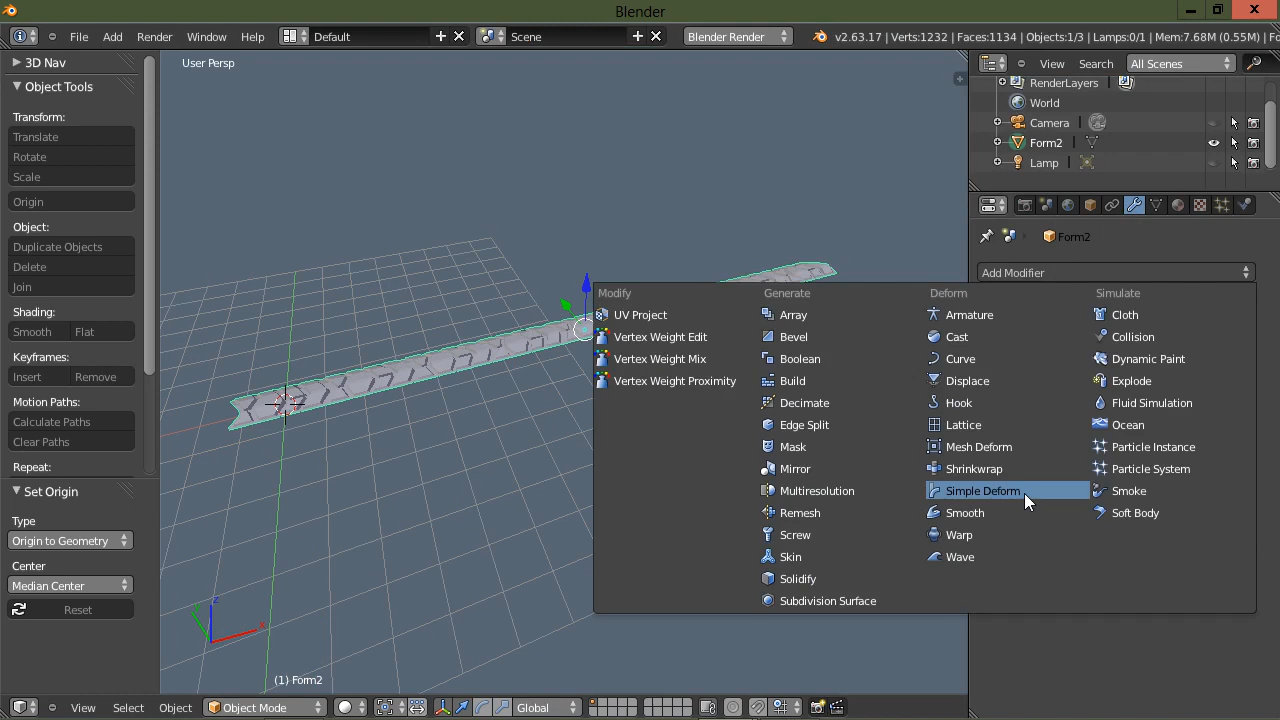 Blender
File Add Render Window Help Default Scene Blender Render v2.63.17 | Verts:1232 | Faces:1134 | Objects:1/3 | Lamps:0/1 | Mem:7.68M (0.55M) | Fo
3D Nav
Object Tools
Transform:
Translate
Rotate
Scale
Origin
Object:
Duplicate Objects
Delete
Join
Shading:
Smooth Flat
Keyframes:
Insert Remove
Motion Paths:
Calculate Paths
Clear Paths
Repeat:
Set Origin
Type
Origin to Geometry
Center
Median Center
Reset
User Persp
z
y
x
(1) Form2
View Select Object Object Mode Global
View Search All Scenes
RenderLayers
World
Camera
Form2
Lamp
Form2
Add Modifier
Modify
UV Project
Vertex Weight Edit
Vertex Weight Mix
Vertex Weight Proximity
Generate
Array
Bevel
Boolean
Build
Decimate
Edge Split
Mask
Mirror
Multiresolution
Remesh
Screw
Skin
Solidify
Subdivision Surface
Deform
Armature
Cast
Curve
Displace
Hook
Lattice
Mesh Deform
Shrinkwrap
Simple Deform
Smooth
Warp
Wave
Simulate
Cloth
Collision
Dynamic Paint
Explode
Fluid Simulation
Ocean
Particle Instance
Particle System
Smoke
Soft Body